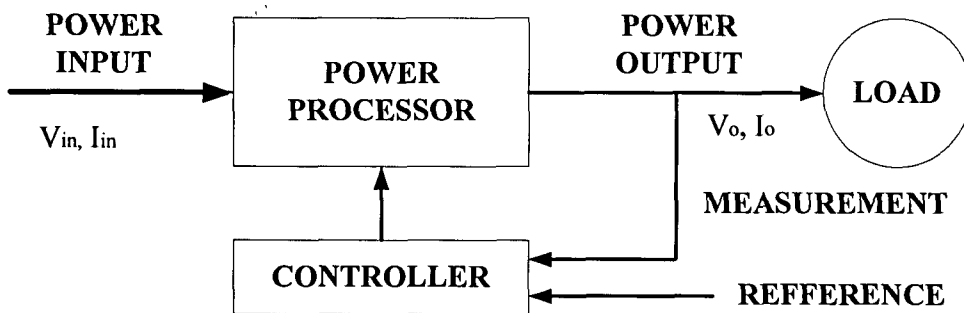 POWER
INPUT
Vin, Iin
POWER
PROCESSOR
POWER
OUTPUT
Vo, Io
LOAD
MEASUREMENT
CONTROLLER
REFFERENCE